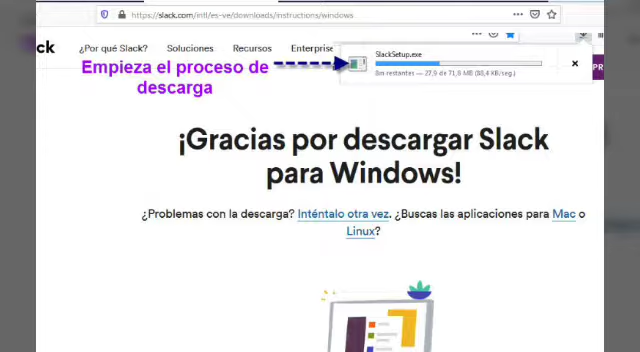 https://slack.com/intl/es-ve/downloads/instructions/windows
ck
¿Por qué Slack? Soluciones Recursos Enterprise
SlackSetup.exe
8m restantes — 27,9 de 71,8 MB (88,4 KB/seg.)
PR
Empieza el proceso de
descarga
¡Gracias por descargar Slack
para Windows!
¿Problemas con la descarga? Inténtalo otra vez. ¿Buscas las aplicaciones para Mac o
Linux?